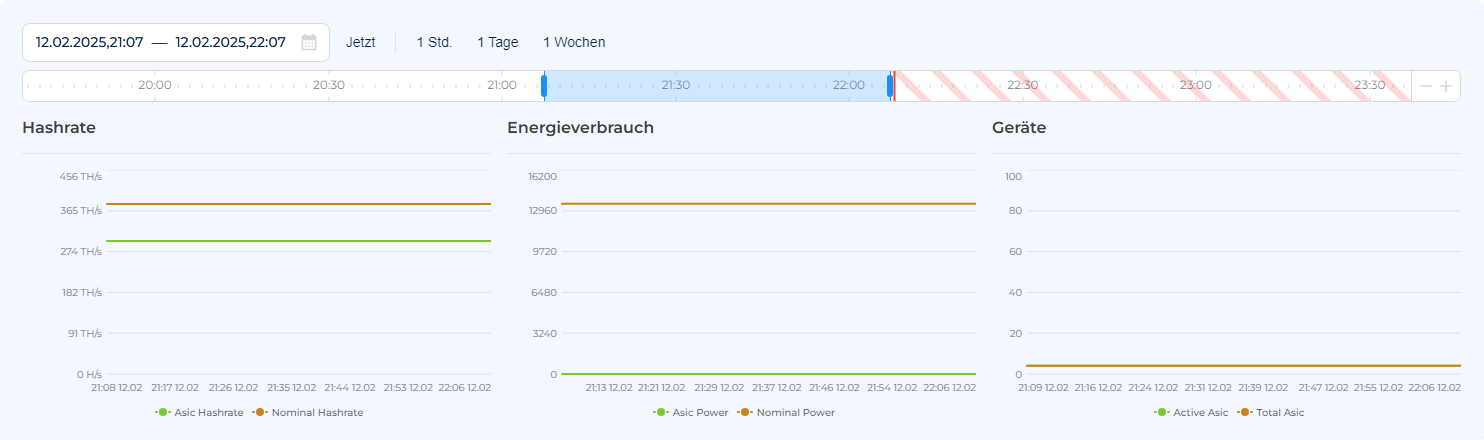 12.02.2025,21:07 — 12.02.2025,22:07 Jetzt 1 Std. 1 Tage 1 Wochen
20:00 20:30 21:00 21:30 22:00 22:30 23:00 23:30 − +
Hashrate
456 TH/s
365 TH/s
274 TH/s
182 TH/s
91 TH/s
0 H/s
21:08 12.02 21:17 12.02 21:26 12.02 21:35 12.02 21:44 12.02 21:53 12.02 22:06 12.02
Asic Hashrate Nominal Hashrate
Energieverbrauch
16200
12960
9720
6480
3240
0
21:13 12.02 21:21 12.02 21:29 12.02 21:37 12.02 21:46 12.02 21:54 12.02 22:06 12.02
Asic Power Nominal Power
Geräte
100
80
60
40
20
0
21:09 12.02 21:16 12.02 21:24 12.02 21:31 12.02 21:39 12.02 21:47 12.02 21:55 12.02 22:06 12.02
Active Asic Total Asic